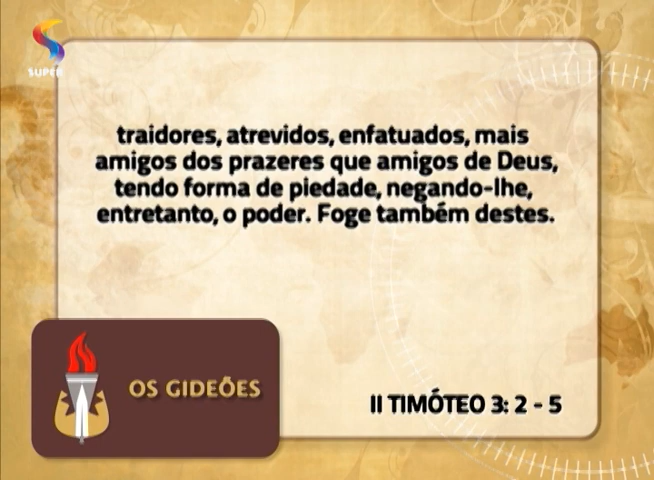 SUPER
traidores, atrevidos, enfatuados, mais
amigos dos prazeres que amigos de Deus,
tendo forma de piedade, negando-lhe,
entretanto, o poder. Foge também destes.
OS GIDEÕES
II TIMÓTEO 3: 2 - 5